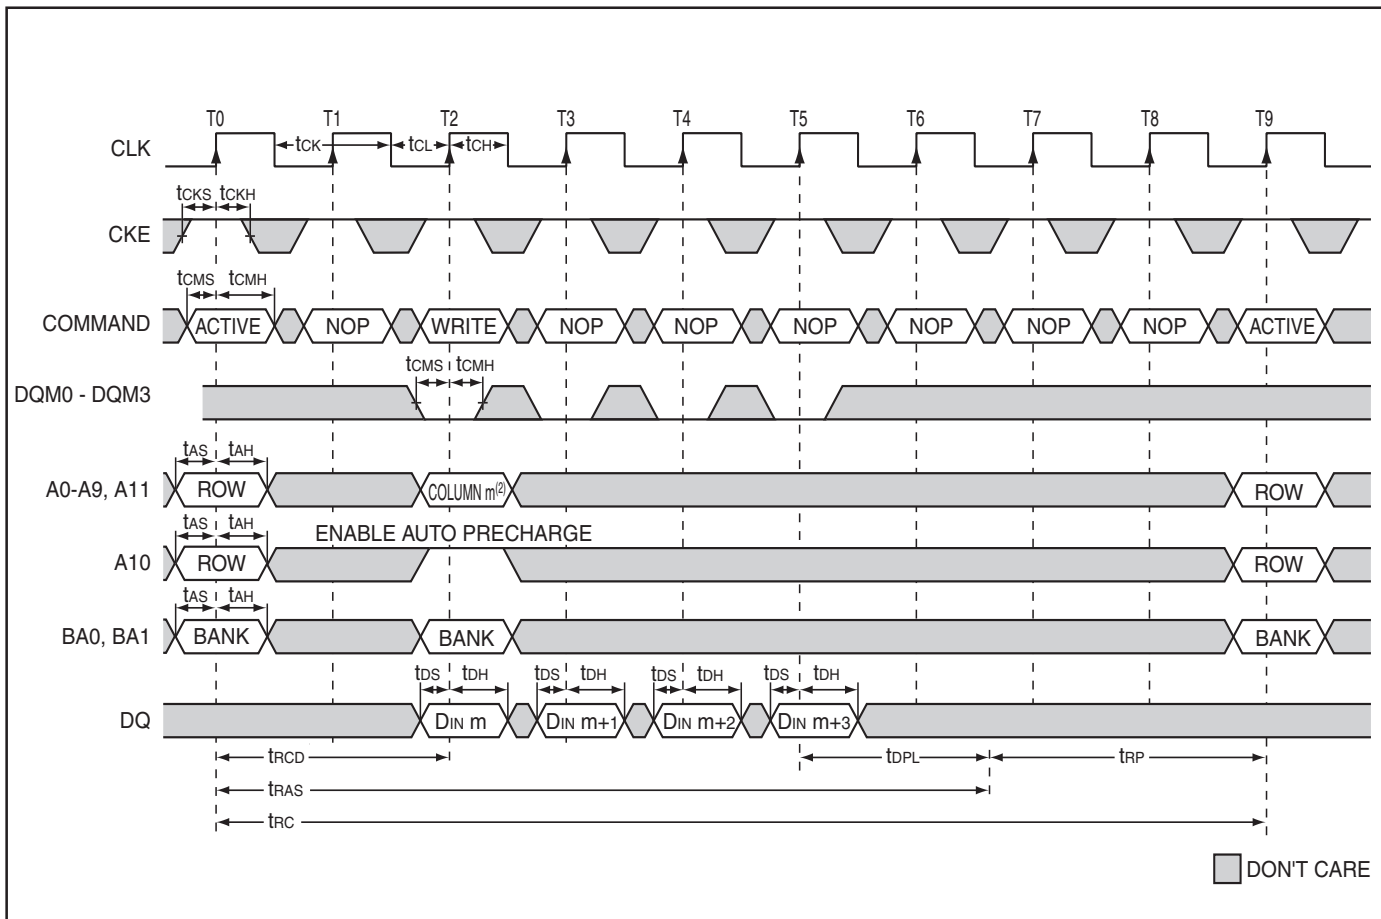 T0 T1 T2 T3 T4 T5 T6 T7 T8 T9
CLK tCK tCL tCH
tCKS tCKH
CKE
tCMS tCMH
COMMAND ACTIVE NOP WRITE NOP NOP NOP NOP NOP NOP ACTIVE
tCMS tCMH
DQM0 - DQM3
tAS tAH
A0-A9, A11 ROW COLUMN m(2) ROW
tAS tAH ENABLE AUTO PRECHARGE
A10 ROW ROW
tAS tAH
BA0, BA1 BANK BANK BANK
tDS tDH tDS tDH tDS tDH tDS tDH
DQ DIN m DIN m+1 DIN m+2 DIN m+3
tRCD tDPL tRP
tRAS
tRC
DON'T CARE